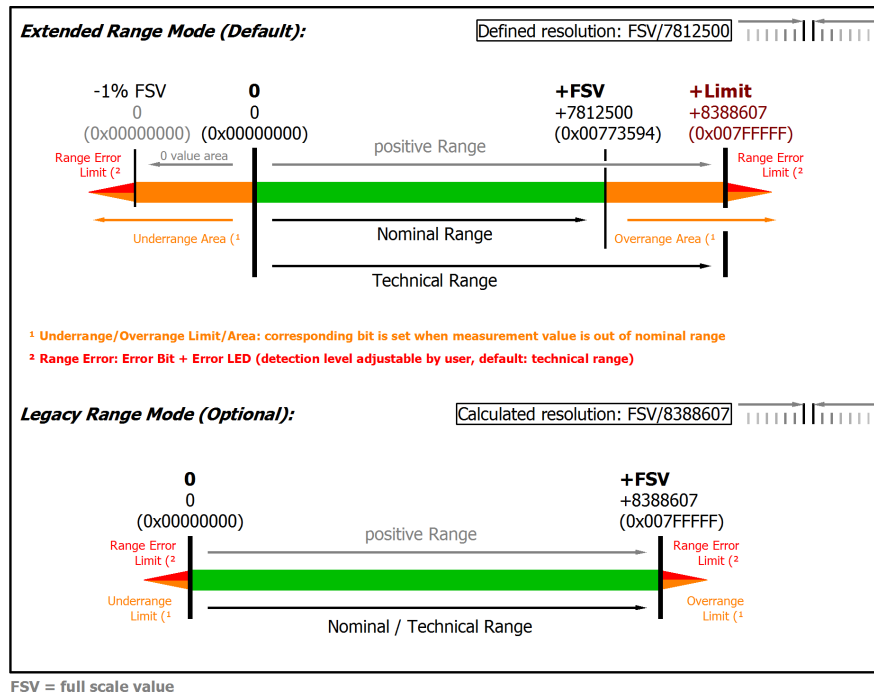 Extended Range Mode (Default):
Defined resolution: FSV/7812500
-1% FSV
0
(0x00000000)
0
0
(0x00000000)
+FSV
+7812500
(0x00773594)
+Limit
+8388607
(0x007FFFFF)
Range Error
Limit (²
0 value area
positive Range
Range Error
Limit (²
Underrange Area (¹
Nominal Range
Overrange Area (¹
Technical Range
¹ Underrange/Overrange Limit/Area: corresponding bit is set when measurement value is out of nominal range
² Range Error: Error Bit + Error LED (detection level adjustable by user, default: technical range)
Legacy Range Mode (Optional):
Calculated resolution: FSV/8388607
0
0
(0x00000000)
+FSV
+8388607
(0x007FFFFF)
Range Error
Limit (²
positive Range
Range Error
Limit (²
Underrange
Limit (¹
Nominal / Technical Range
Overrange
Limit (¹
FSV = full scale value